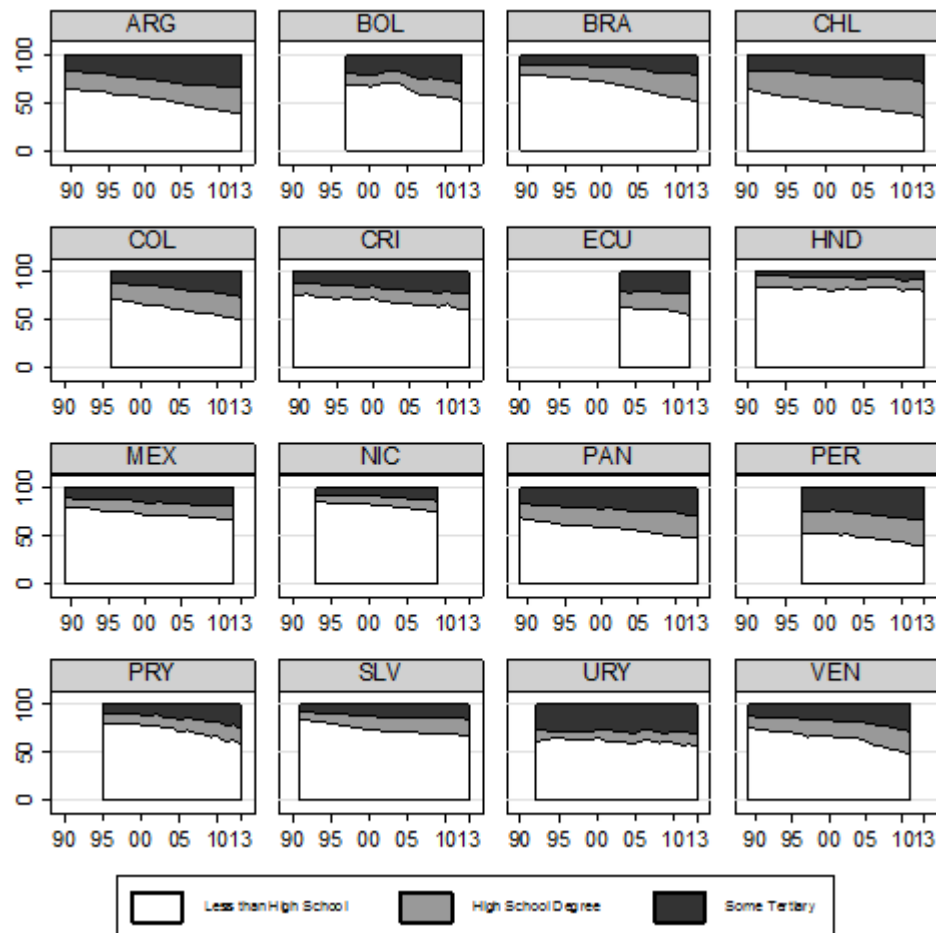 ARG BOL BRA CHL
0 50 100
90 95 00 05 1013 90 95 00 05 1013 90 95 00 05 1013 90 95 00 05 1013
COL CRI ECU HND
0 50 100
90 95 00 05 1013 90 95 00 05 1013 90 95 00 05 1013 90 95 00 05 1013
MEX NIC PAN PER
0 50 100
90 95 00 05 1013 90 95 00 05 1013 90 95 00 05 1013 90 95 00 05 1013
PRY SLV URY VEN
0 50 100
90 95 00 05 1013 90 95 00 05 1013 90 95 00 05 1013 90 95 00 05 1013
Less than High School High School Degree Some Tertiary